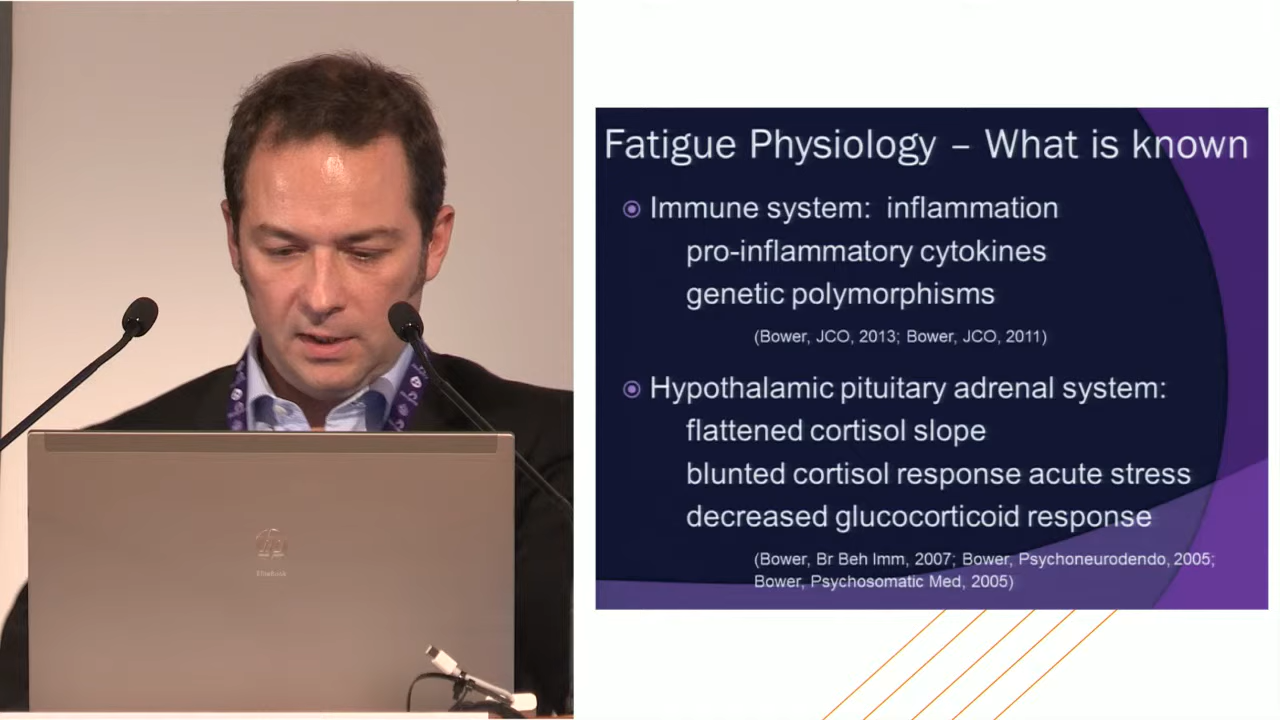 Fatigue Physiology – What is known
Immune system: inflammation
pro-inflammatory cytokines
genetic polymorphisms
(Bower, JCO, 2013; Bower, JCO, 2011)
Hypothalamic pituitary adrenal system:
flattened cortisol slope
blunted cortisol response acute stress
decreased glucocorticoid response
(Bower, Br Beh Imm, 2007; Bower, Psychoneurodendo, 2005;
Bower, Psychosomatic Med, 2005)
hp
EliteBook